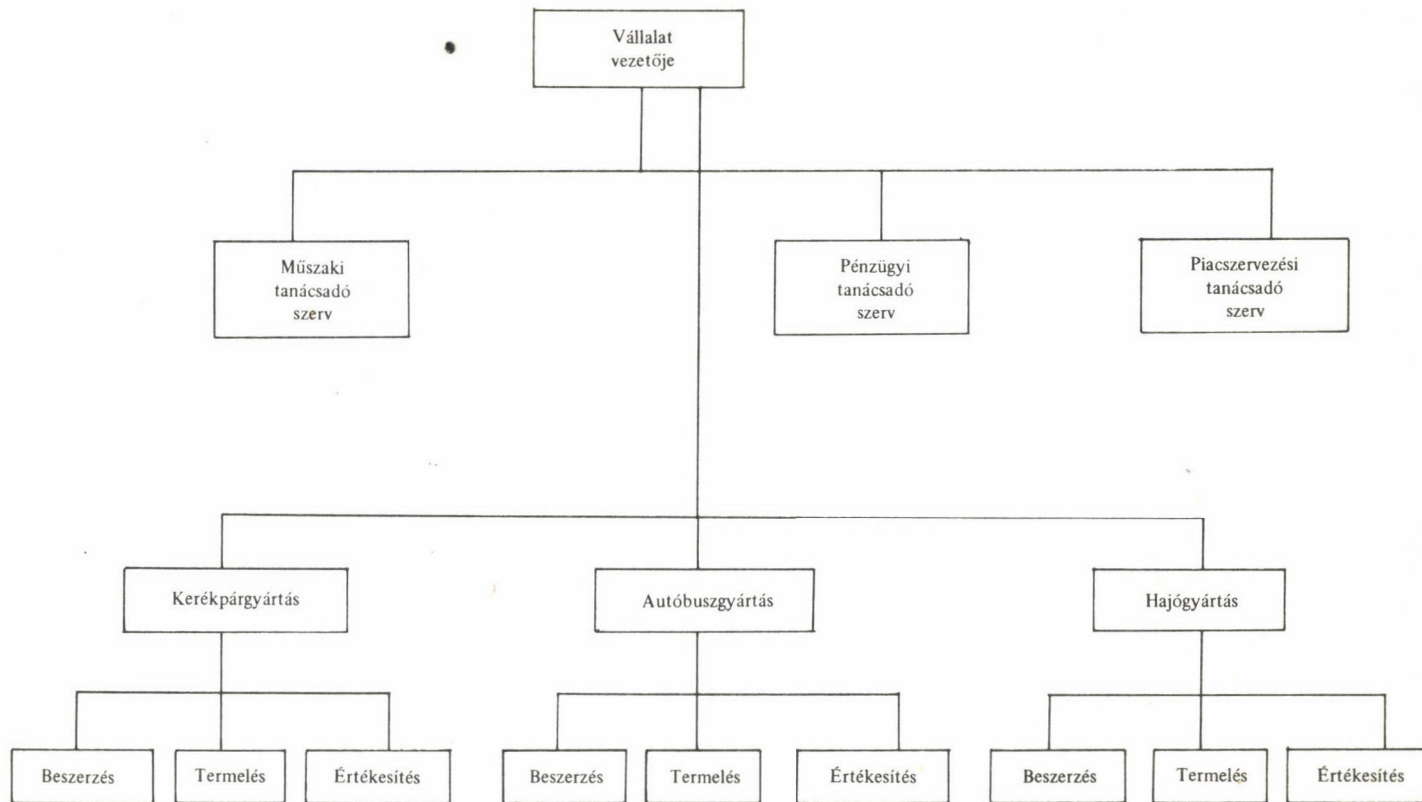 Vállalat
vezetője
Műszaki
tanácsadó
szerv
Pénzügyi
tanácsadó
szerv
Piacszervezési
tanácsadó
szerv
Kerékpárgyártás
Autóbuszgyártás
Hajógyártás
Beszerzés
Termelés
Értékesítés
Beszerzés
Termelés
Értékesítés
Beszerzés
Termelés
Értékesítés